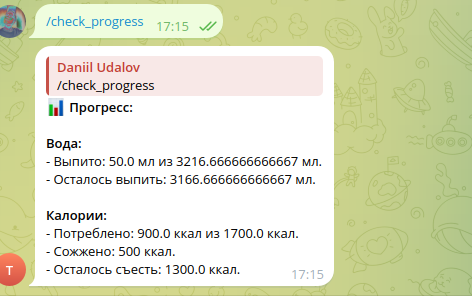 /check_progress 17:15
Daniil Udalov
/check_progress
Прогресс:
Вода:
- Выпито: 50.0 мл из 3216.666666666667 мл.
- Осталось выпить: 3166.666666666667 мл.
Калории:
- Потреблено: 900.0 ккал из 1700.0 ккал.
- Сожжено: 500 ккал.
- Осталось съесть: 1300.0 ккал.
17:15
T